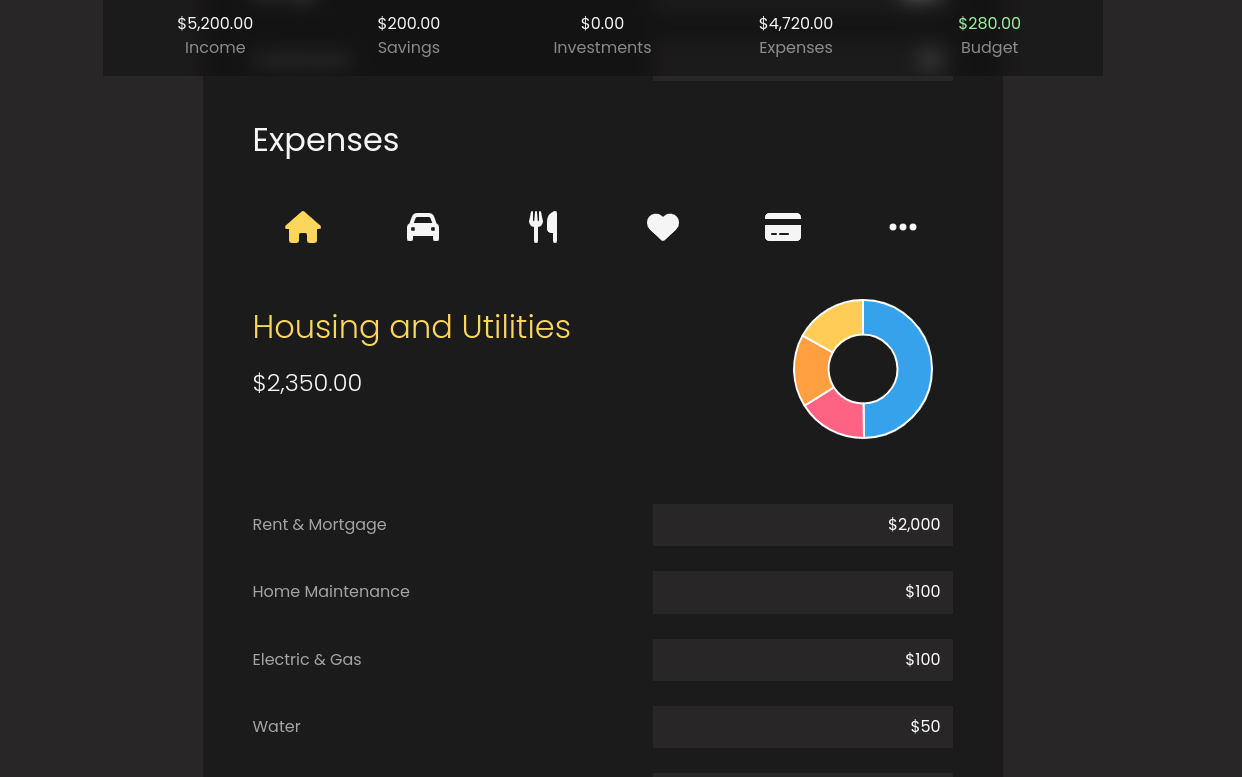 $5,200.00 $200.00 $0.00 $4,720.00 $280.00
Income Savings Investments Expenses Budget
Expenses
Housing and Utilities
$2,350.00
Rent & Mortgage $2,000
Home Maintenance $100
Electric & Gas $100
Water $50